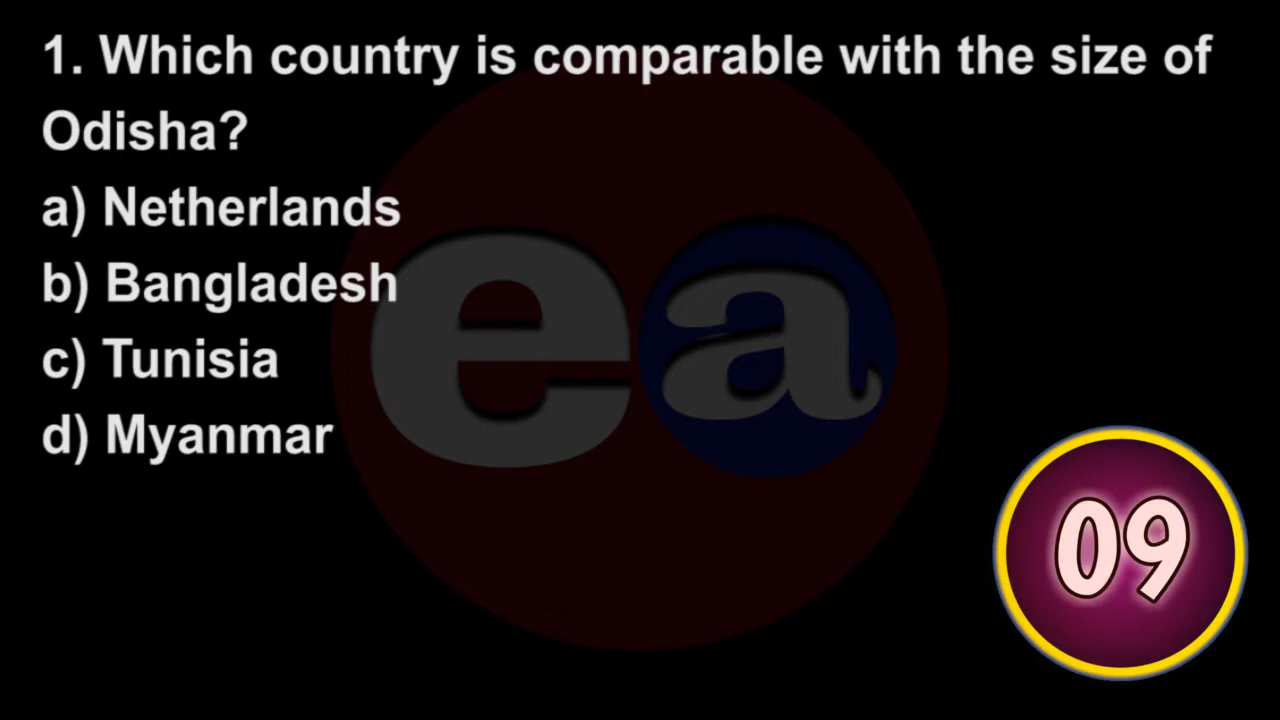 1. Which country is comparable with the size of
Odisha?
a) Netherlands
b) Bangladesh
c) Tunisia
d) Myanmar
ea
09